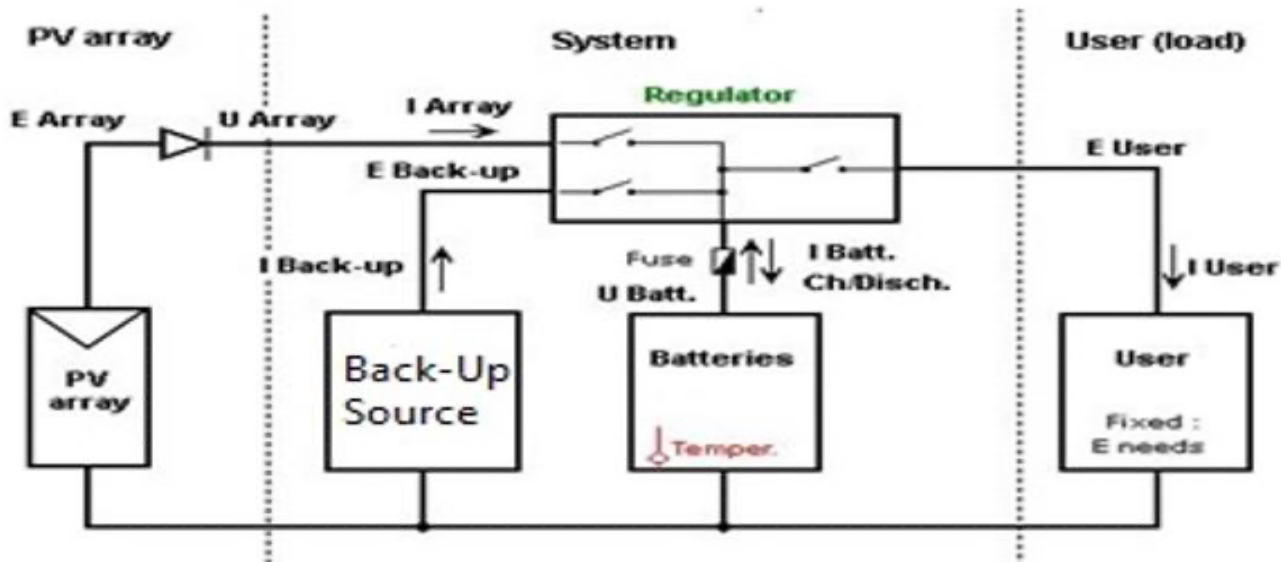 PV array
System
User (load)
Regulator
I Array
E Array
U Array
E User
E Back-up
I Back-up
Fuse
I Batt.
Ch/Disch.
U Batt.
I User
PV
array
Back-Up
Source
Batteries
Temper.
User
Fixed :
E needs